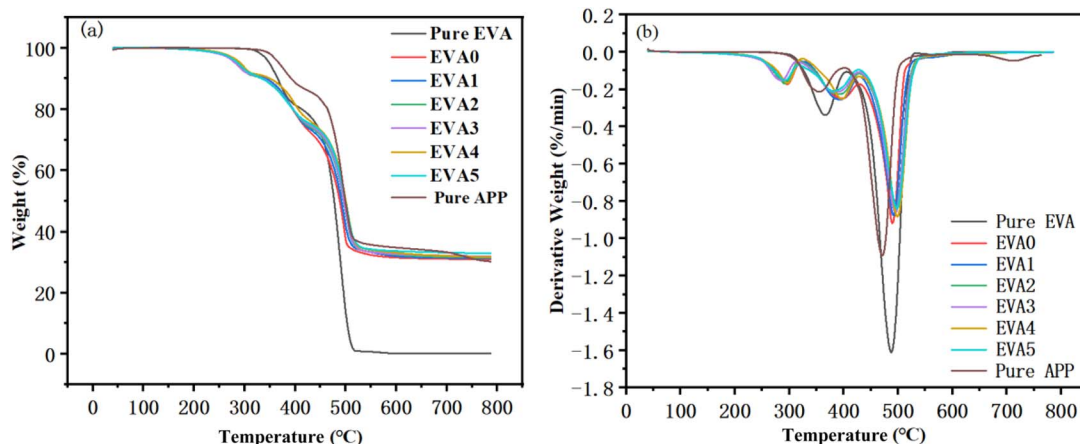 (a)
Pure EVA
EVA0
EVA1
EVA2
EVA3
EVA4
EVA5
Pure APP
100
80
60
40
20
0
Weight (%)
0 100 200 300 400 500 600 700 800
Temperature (℃)
(b)
0.2
0.0
-0.2
-0.4
-0.6
-0.8
-1.0
-1.2
-1.4
-1.6
-1.8
Derivative Weight (%/min)
Pure EVA
EVA0
EVA1
EVA2
EVA3
EVA4
EVA5
Pure APP
0 100 200 300 400 500 600 700 800
Temperature (℃)